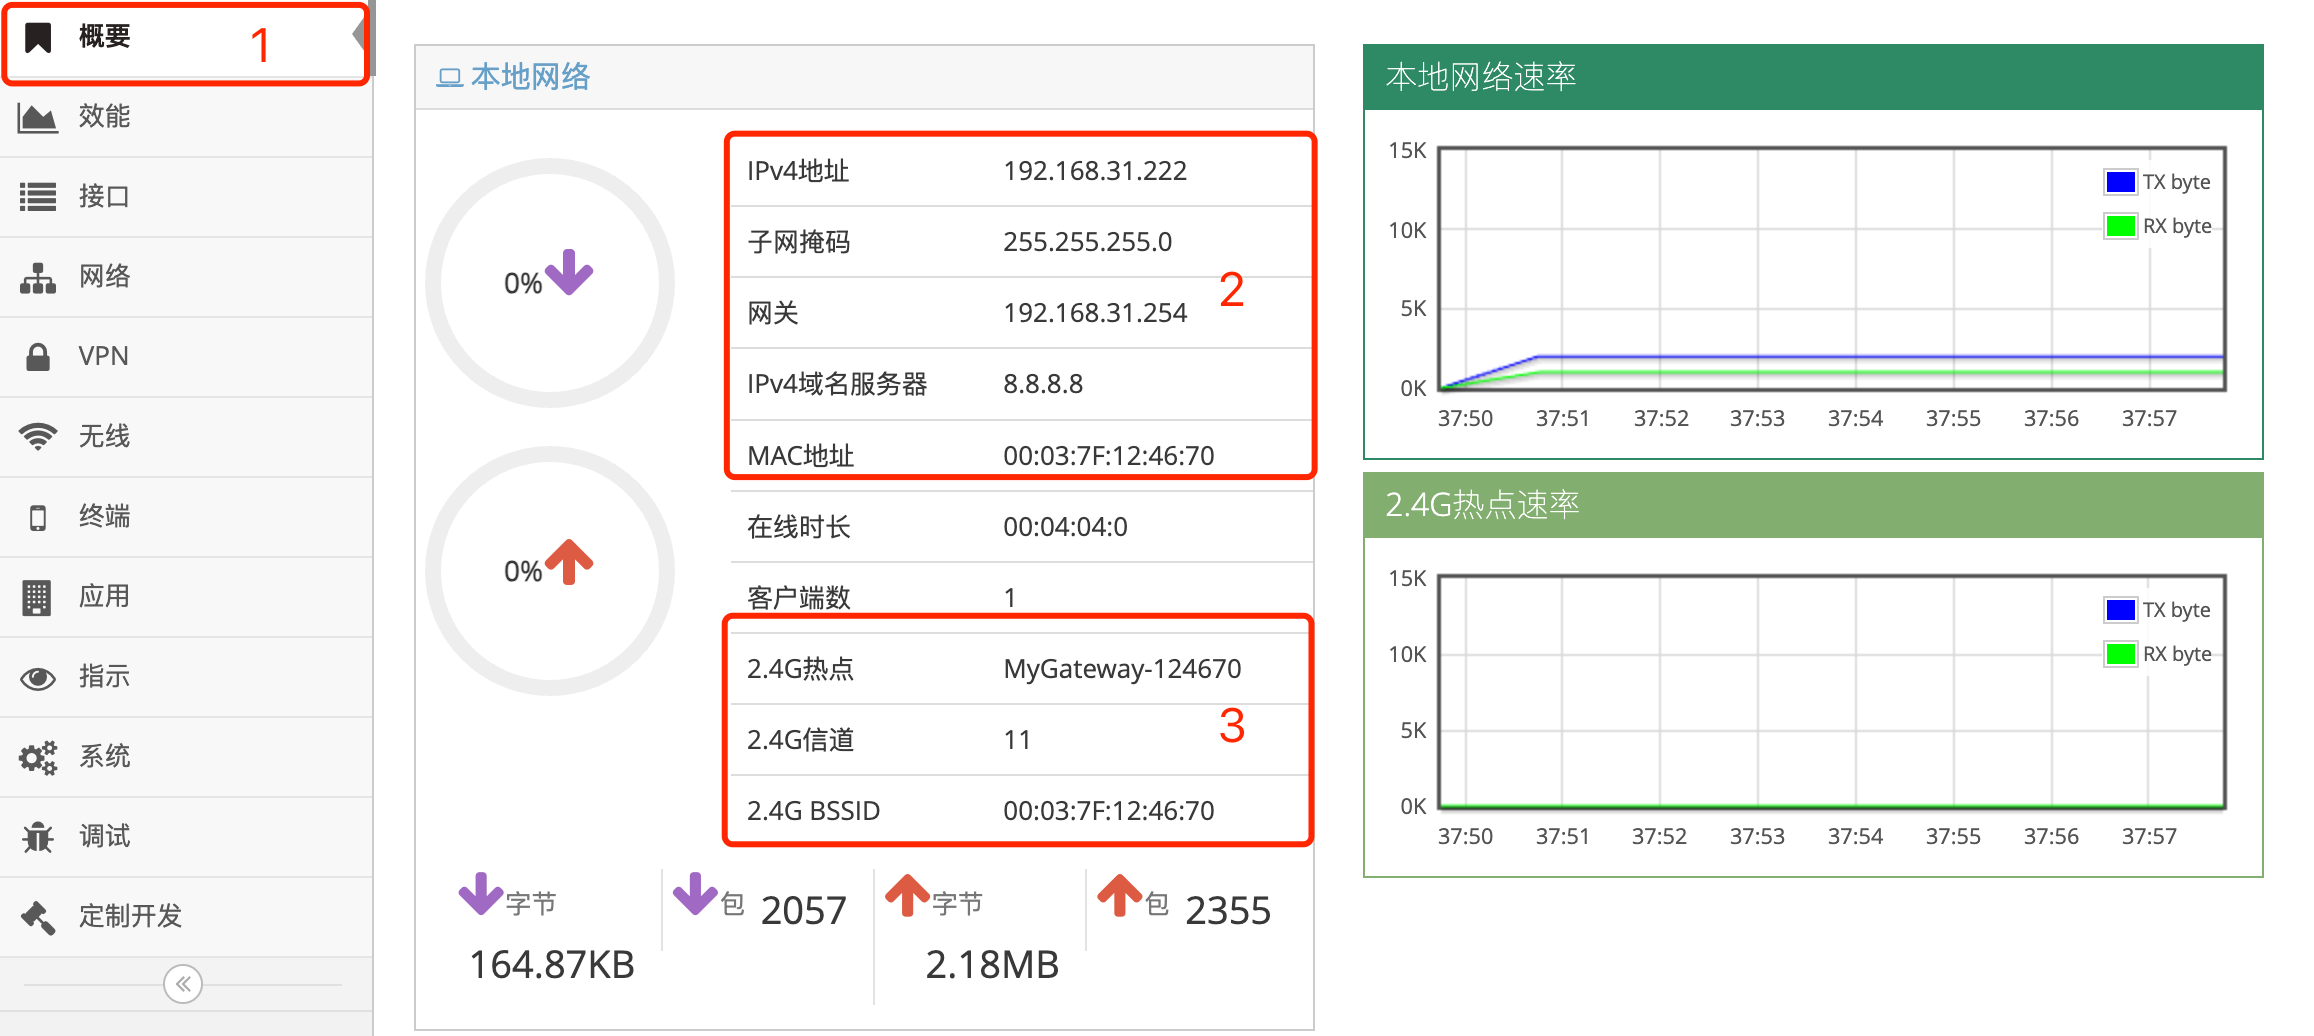 概要
1
效能
接口
网络
VPN
无线
终端
应用
指示
系统
调试
定制开发
本地网络
0%
0%
IPv4地址 192.168.31.222
子网掩码 255.255.255.0
2
网关 192.168.31.254
IPv4域名服务器 8.8.8.8
MAC地址 00:03:7F:12:46:70
在线时长 00:04:04:0
客户端数 1
2.4G热点 MyGateway-124670
3
2.4G信道 11
2.4G BSSID 00:03:7F:12:46:70
字节 164.87KB
包 2057
字节 2.18MB
包 2355
本地网络速率
15K
10K
5K
0K
TX byte
RX byte
37:50 37:51 37:52 37:53 37:54 37:55 37:56 37:57
2.4G热点速率
15K
10K
5K
0K
TX byte
RX byte
37:50 37:51 37:52 37:53 37:54 37:55 37:56 37:57